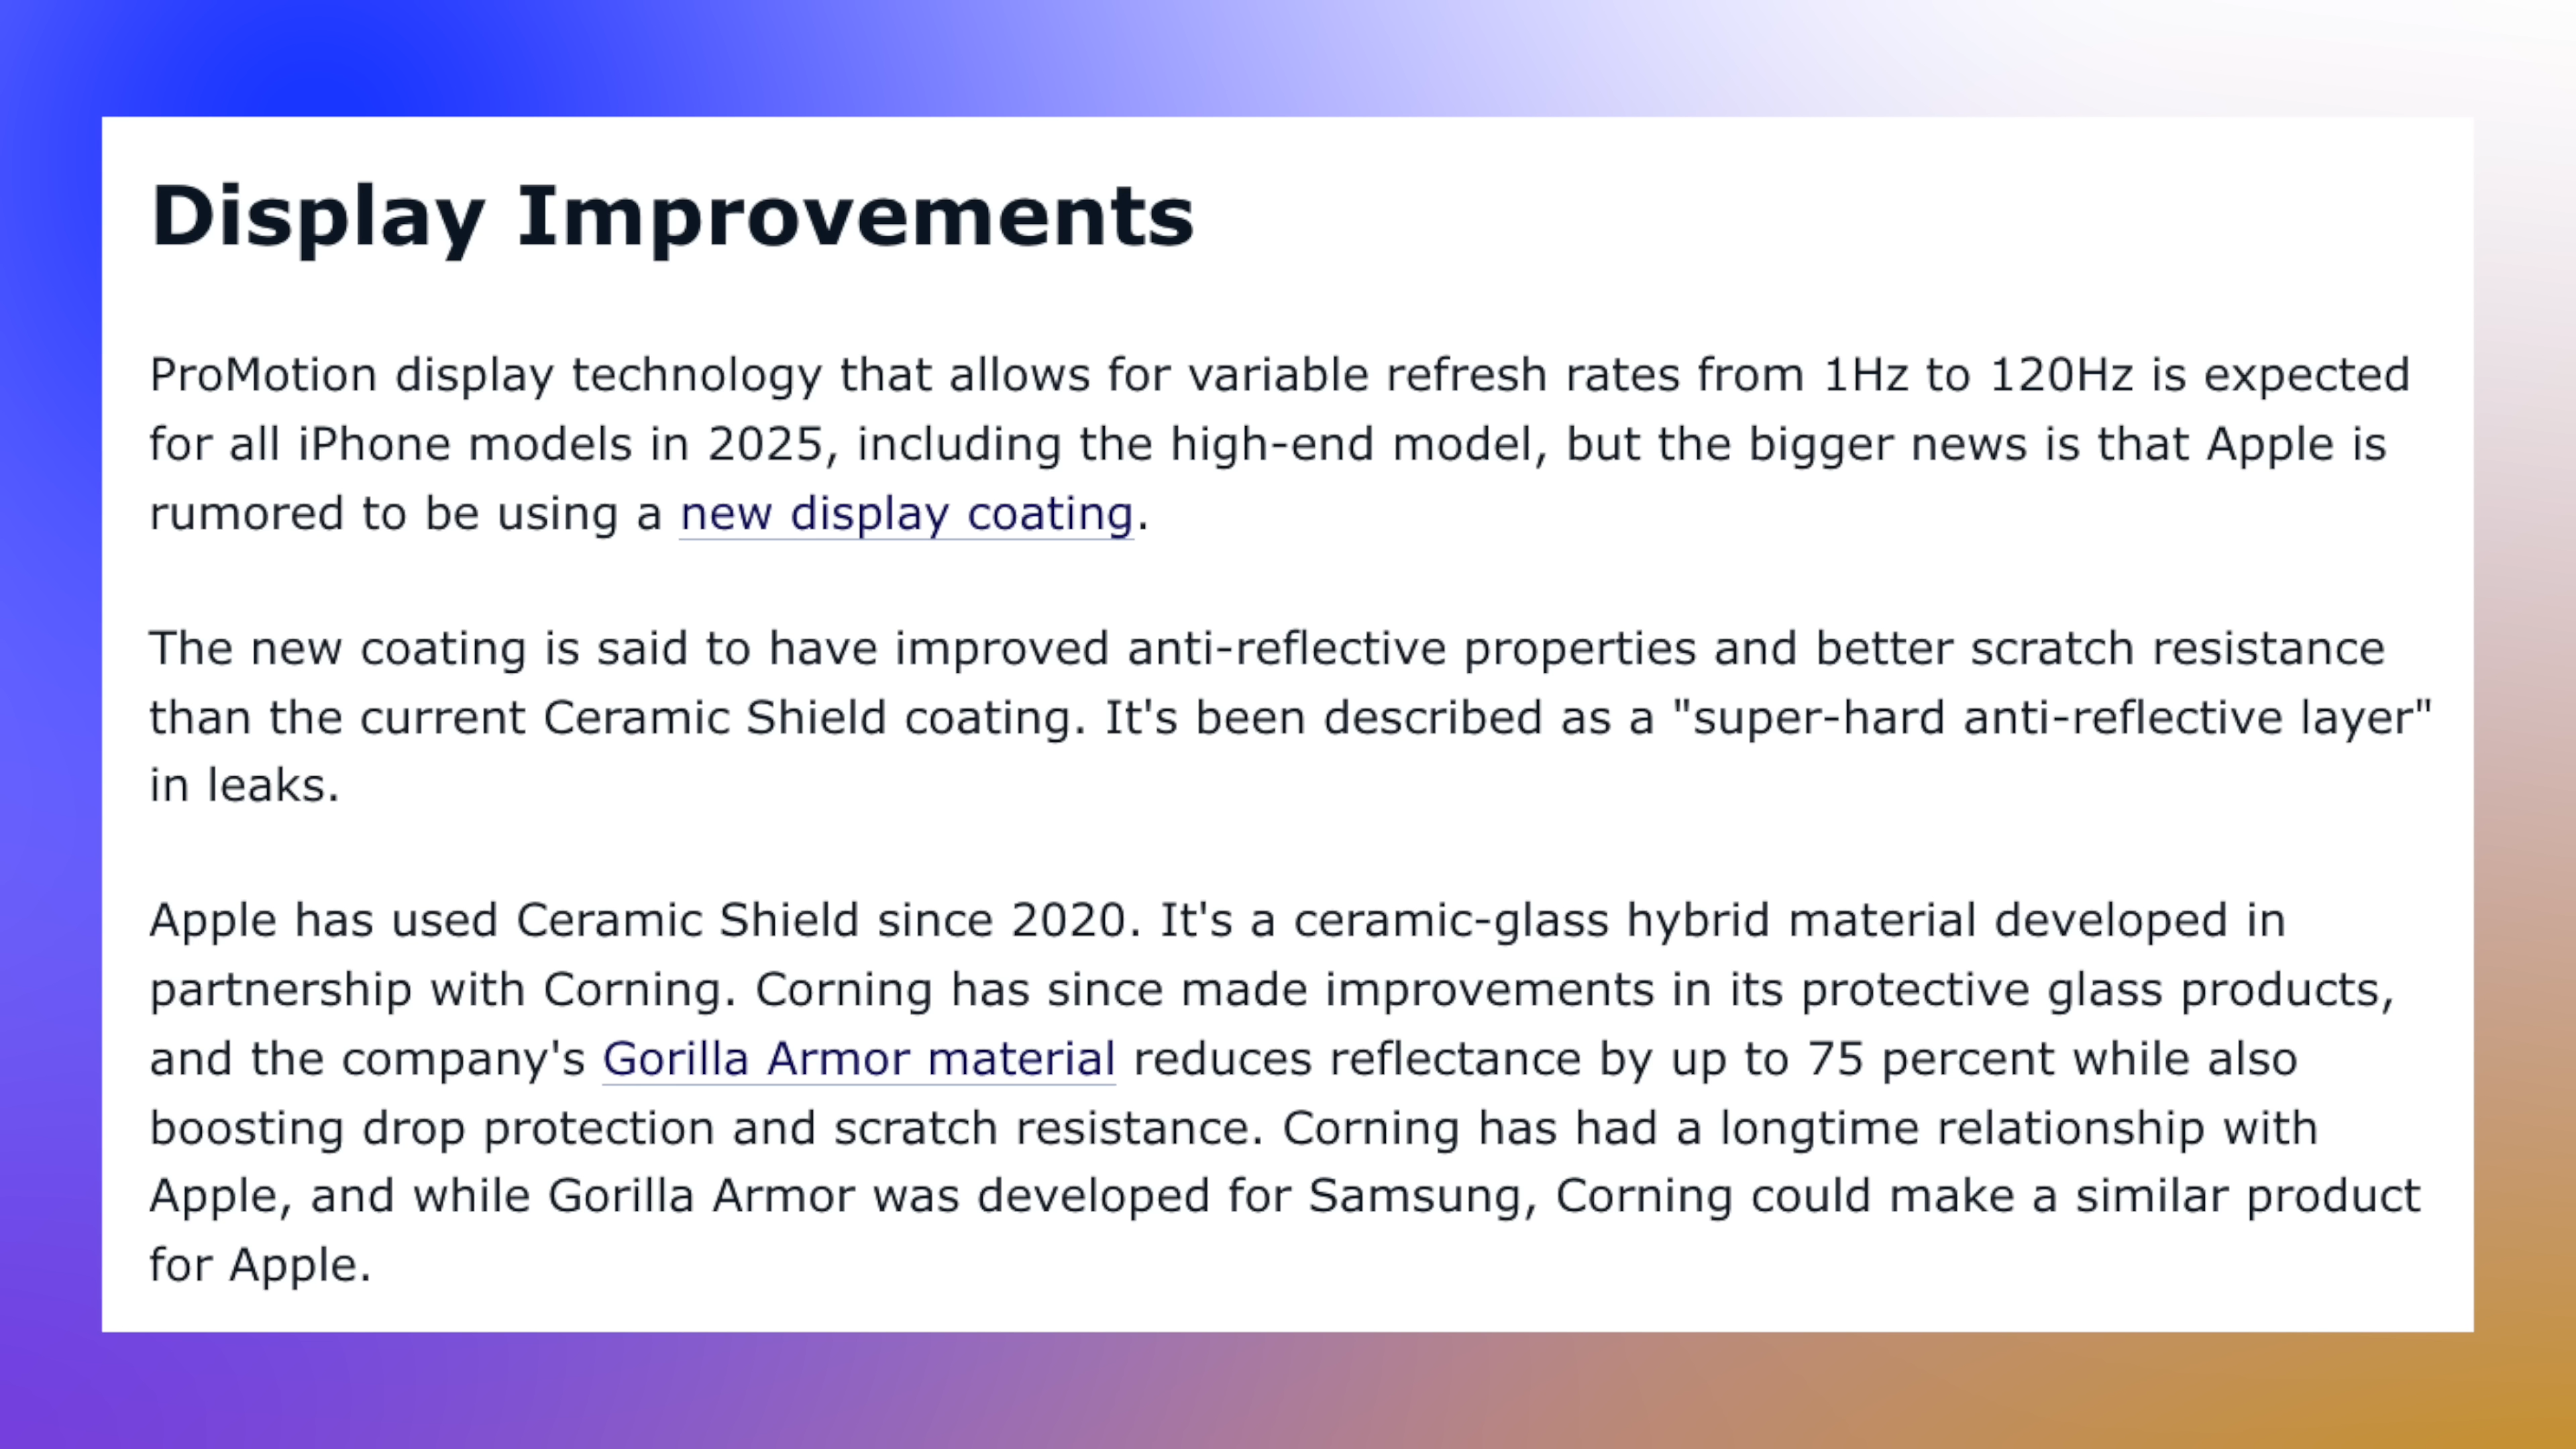 Display Improvements
ProMotion display technology that allows for variable refresh rates from 1Hz to 120Hz is expected
for all iPhone models in 2025, including the high-end model, but the bigger news is that Apple is
rumored to be using a new display coating.
The new coating is said to have improved anti-reflective properties and better scratch resistance
than the current Ceramic Shield coating. It's been described as a "super-hard anti-reflective layer"
in leaks.
Apple has used Ceramic Shield since 2020. It's a ceramic-glass hybrid material developed in
partnership with Corning. Corning has since made improvements in its protective glass products,
and the company's Gorilla Armor material reduces reflectance by up to 75 percent while also
boosting drop protection and scratch resistance. Corning has had a longtime relationship with
Apple, and while Gorilla Armor was developed for Samsung, Corning could make a similar product
for Apple.